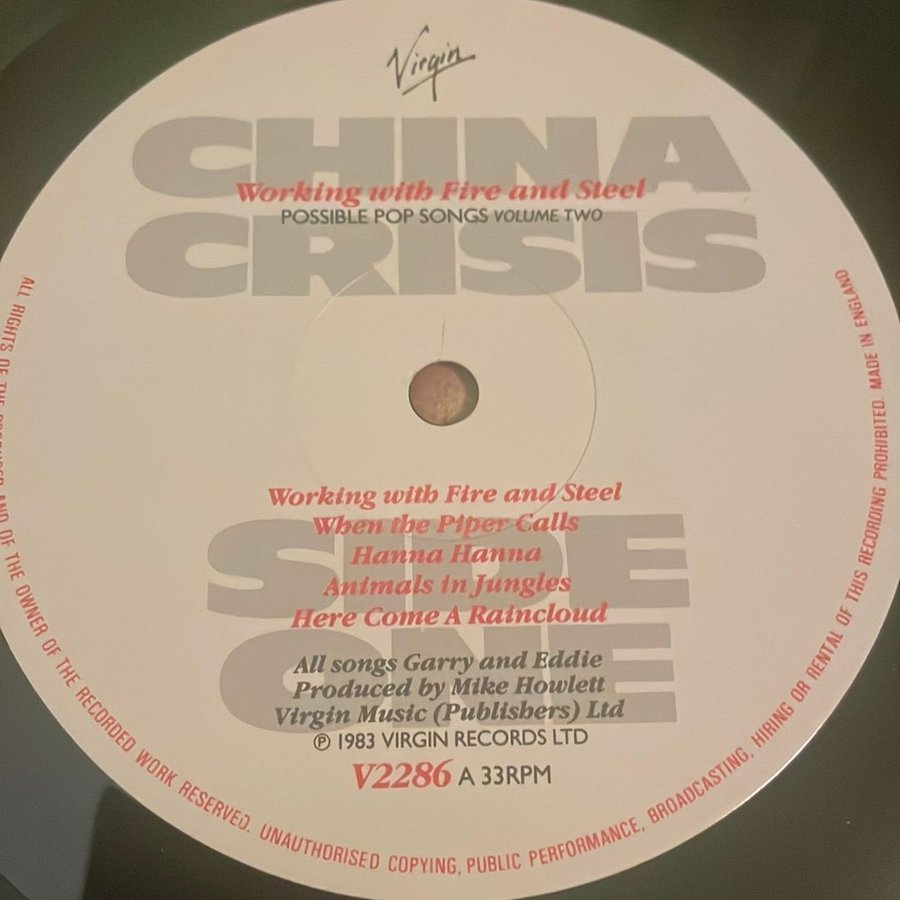 Virgin
CHINA
Working with Fire and Steel
POSSIBLE POP SONGS VOLUME TWO
CRISIS
Working with Fire and Steel
When the Piper Calls
Hanna Hanna
Animals in Jungles
Here Come A Raincloud
SIDE
ONE
All songs Garry and Eddie
Produced by Mike Howlett
Virgin Music (Publishers) Ltd
℗ 1983 VIRGIN RECORDS LTD
V2286 A 33RPM
ALL RIGHTS OF THE PRODUCER AND OF THE OWNER OF THE RECORDED WORK RESERVED. UNAUTHORISED COPYING, PUBLIC PERFORMANCE, BROADCASTING, HIRING OR RENTAL OF THIS RECORDING PROHIBITED. MADE IN ENGLAND